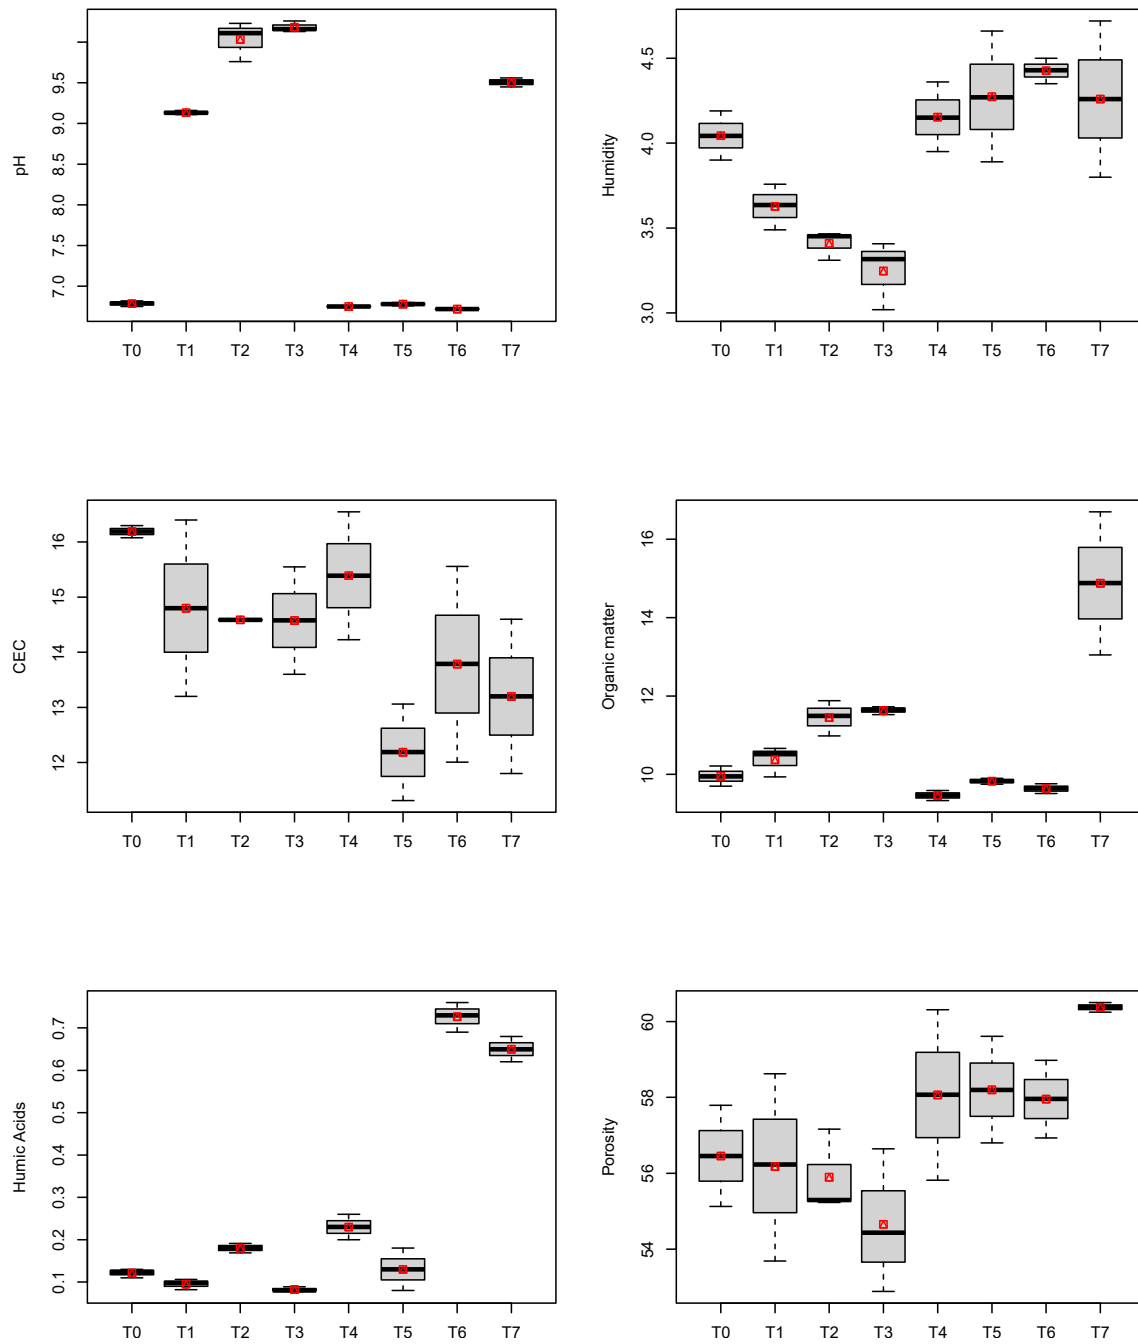 pH
9.5
9.0
8.5
8.0
7.5
7.0
T0 T1 T2 T3 T4 T5 T6 T7
Humidity
4.5
4.0
3.5
3.0
T0 T1 T2 T3 T4 T5 T6 T7
CEC
16
15
14
13
12
T0 T1 T2 T3 T4 T5 T6 T7
Organic matter
16
14
12
10
T0 T1 T2 T3 T4 T5 T6 T7
Humic Acids
0.7
0.6
0.5
0.4
0.3
0.2
0.1
T0 T1 T2 T3 T4 T5 T6 T7
Porosity
60
58
56
54
T0 T1 T2 T3 T4 T5 T6 T7